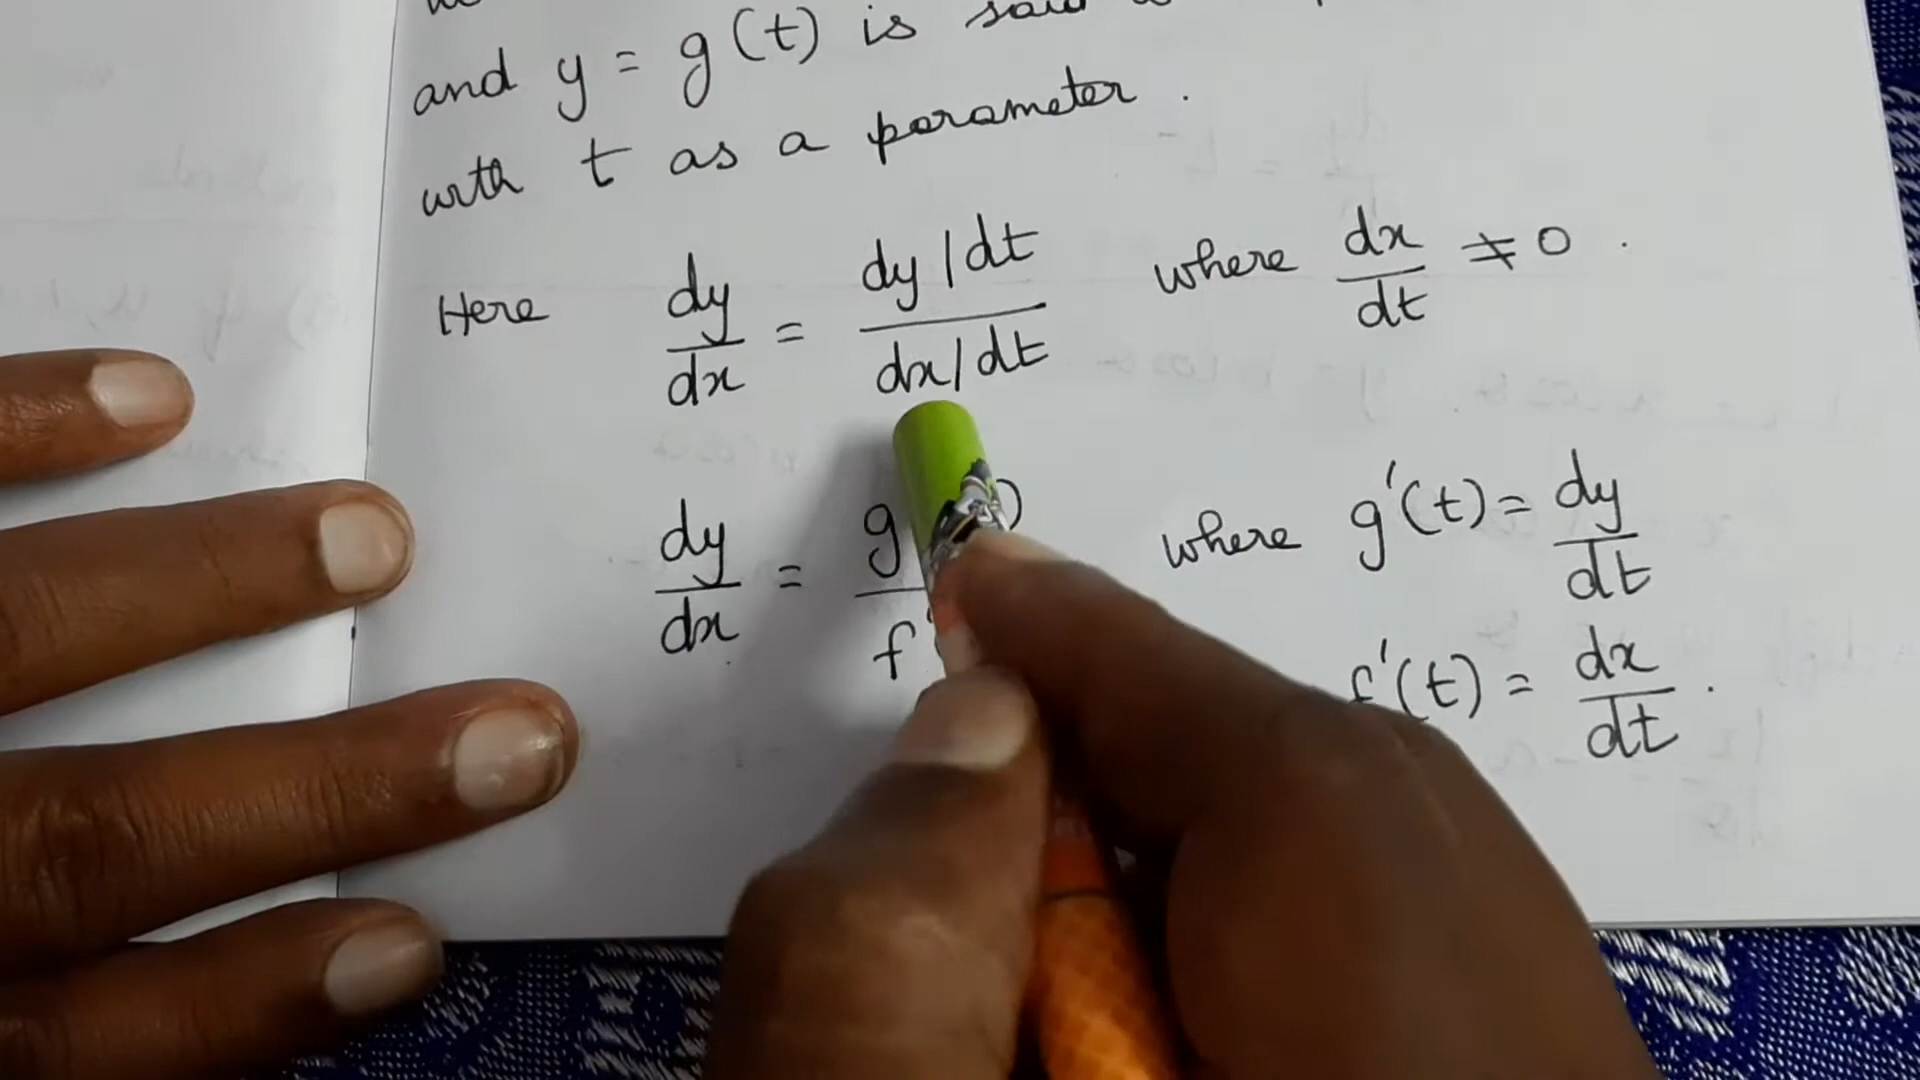 and y = g(t) is said
with t as a parameter.
Here dy/dx = (dy/dt)/(dx/dt) where dx/dt ≠ 0.
dy/dx = g / f' where g'(t) = dy/dt
f'(t) = dx/dt.